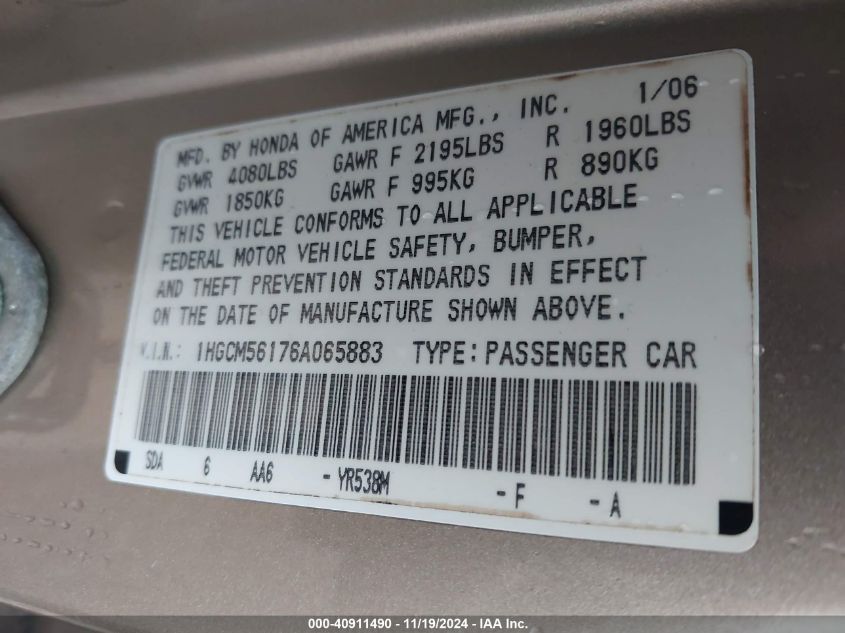 MFD. BY HONDA OF AMERICA MFG., INC. 1/06
GVWR 4080LBS GAWR F 2195LBS R 1960LBS
GVWR 1850KG GAWR F 995KG R 890KG
THIS VEHICLE CONFORMS TO ALL APPLICABLE
FEDERAL MOTOR VEHICLE SAFETY, BUMPER,
AND THEFT PREVENTION STANDARDS IN EFFECT
ON THE DATE OF MANUFACTURE SHOWN ABOVE.
V.I.N.: 1HGCM56176A065883 TYPE:PASSENGER CAR
SDA 6 AA6 -YR538M -F -A
000-40911490 - 11/19/2024 - IAA Inc.